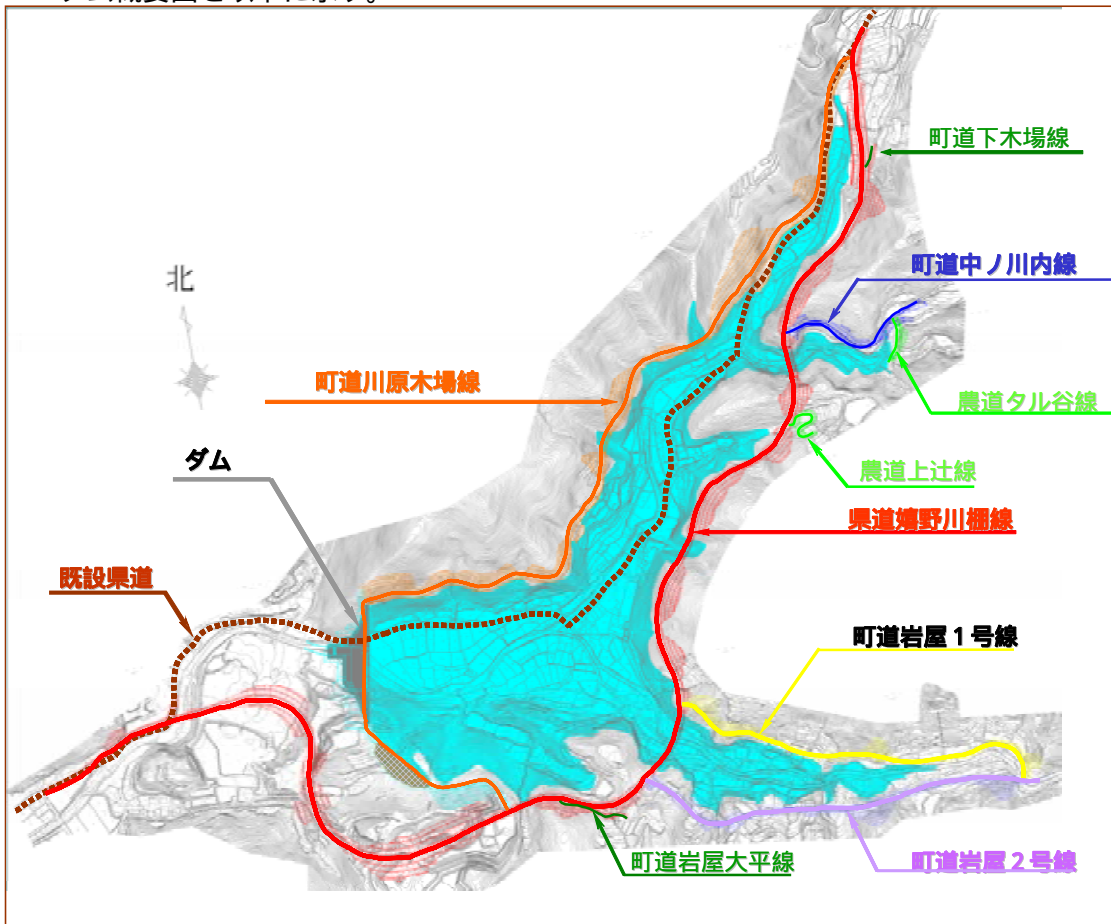 町道下木場線
町道中ノ川内線
北
町道川原木場線
農道タル谷線
ダム
農道上辻線
県道嬉野川棚線
既設県道
町道岩屋1号線
町道岩屋大平線
町道岩屋2号線